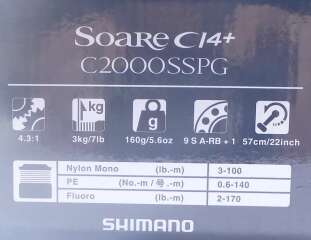 SOARE CI4+
C2000SSPG
kg
g
4.3:1 3kg/7lb 160g/5.6oz 9 S A-RB + 1 57cm/22inch
Nylon Mono (lb.-m) 3-100
PE (No.-m / 号.-m) 0.6-140
Fluoro (lb.-m) 2-170
SHIMANO